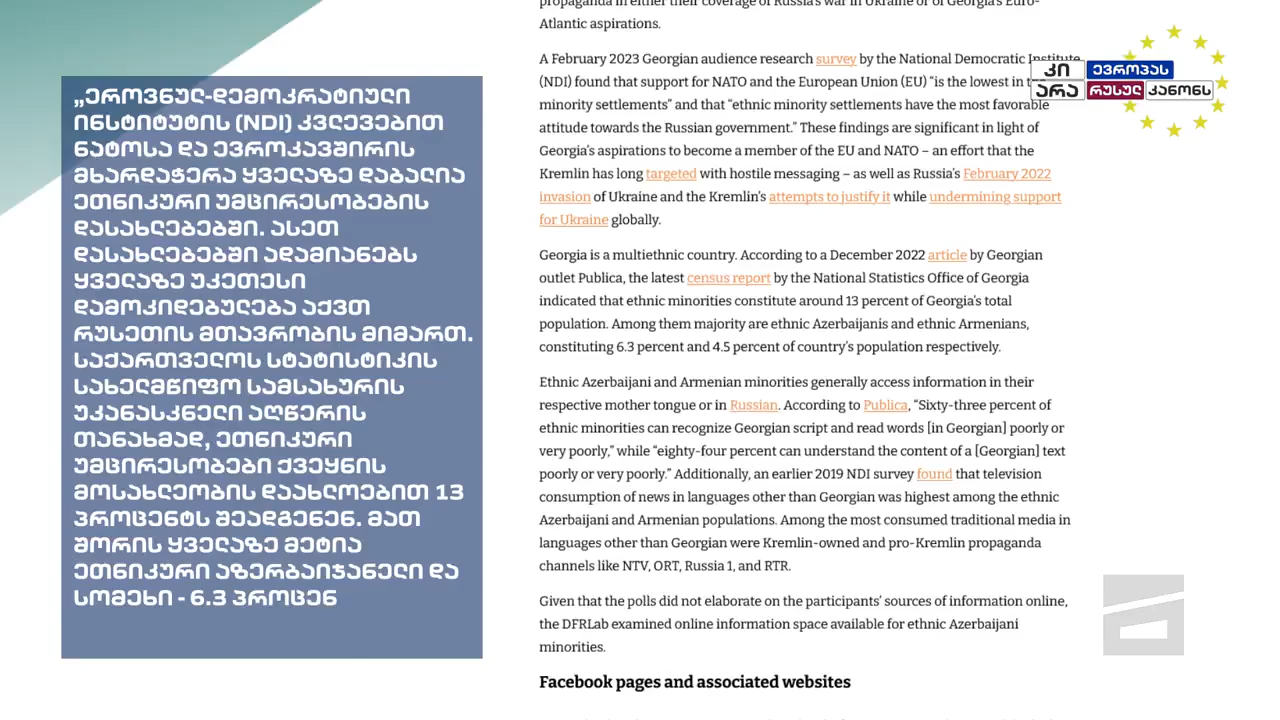 „ეროვნულ-დემოკრატიული
ინსტიტუტის (NDI) კვლევებით
ნატოსა და ევროკავშირის
მხარდაჭერა ყველაზე დაბალია
ეთნიკური უმცირესობების
დასახლებებში. ასეთ
დასახლებებში ადამიანებს
ყველაზე უკეთესი
დამოკიდებულება აქვთ
რუსეთის მთავრობის მიმართ.
საქართველოს სტატისტიკის
სახელმწიფო სამსახურის
უკანასკნელი აღწერის
თანახმად, ეთნიკური
უმცირესობები ქვეყნის
მოსახლეობის დაახლოებით 13
პროცენტს შეადგენენ. მათ
შორის ყველაზე მეტია
ეთნიკური აზერბაიჯანელი და
სომეხი - 6.3 პროცენ
propaganda in either their coverage of Russia's war in Ukraine or of Georgia's Euro-
Atlantic aspirations.
A February 2023 Georgian audience research survey by the National Democratic Institute
(NDI) found that support for NATO and the European Union (EU) “is the lowest in
minority settlements” and that “ethnic minority settlements have the most favorable
attitude towards the Russian government.” These findings are significant in light of
Georgia's aspirations to become a member of the EU and NATO – an effort that the
Kremlin has long targeted with hostile messaging – as well as Russia's February 2022
invasion of Ukraine and the Kremlin's attempts to justify it while undermining support
for Ukraine globally.
Georgia is a multiethnic country. According to a December 2022 article by Georgian
outlet Publica, the latest census report by the National Statistics Office of Georgia
indicated that ethnic minorities constitute around 13 percent of Georgia's total
population. Among them majority are ethnic Azerbaijanis and ethnic Armenians,
constituting 6.3 percent and 4.5 percent of country's population respectively.
Ethnic Azerbaijani and Armenian minorities generally access information in their
respective mother tongue or in Russian. According to Publica, “Sixty-three percent of
ethnic minorities can recognize Georgian script and read words [in Georgian] poorly or
very poorly,” while “eighty-four percent can understand the content of a [Georgian] text
poorly or very poorly.” Additionally, an earlier 2019 NDI survey found that television
consumption of news in languages other than Georgian was highest among the ethnic
Azerbaijani and Armenian populations. Among the most consumed traditional media in
languages other than Georgian were Kremlin-owned and pro-Kremlin propaganda
channels like NTV, ORT, Russia 1, and RTR.
Given that the polls did not elaborate on the participants' sources of information online,
the DFRLab examined online information space available for ethnic Azerbaijani
minorities.
Facebook pages and associated websites
კი ევროპას
არა რუსულ კანონს